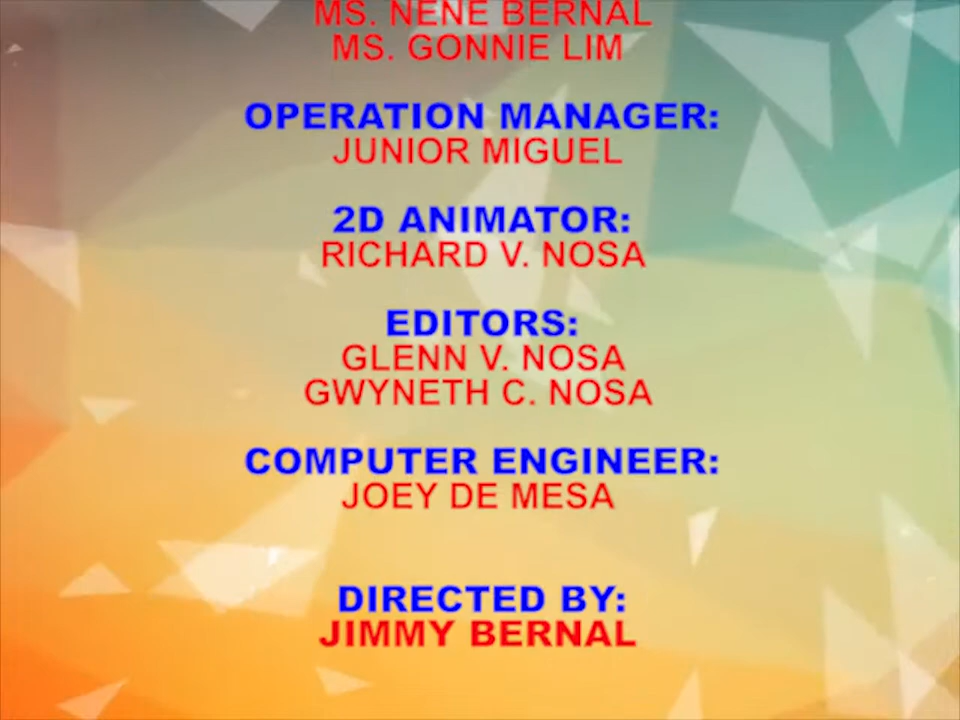 MS. NENE BERNAL
MS. GONNIE LIM
OPERATION MANAGER:
JUNIOR MIGUEL
2D ANIMATOR:
RICHARD V. NOSA
EDITORS:
GLENN V. NOSA
GWYNETH C. NOSA
COMPUTER ENGINEER:
JOEY DE MESA
DIRECTED BY:
JIMMY BERNAL